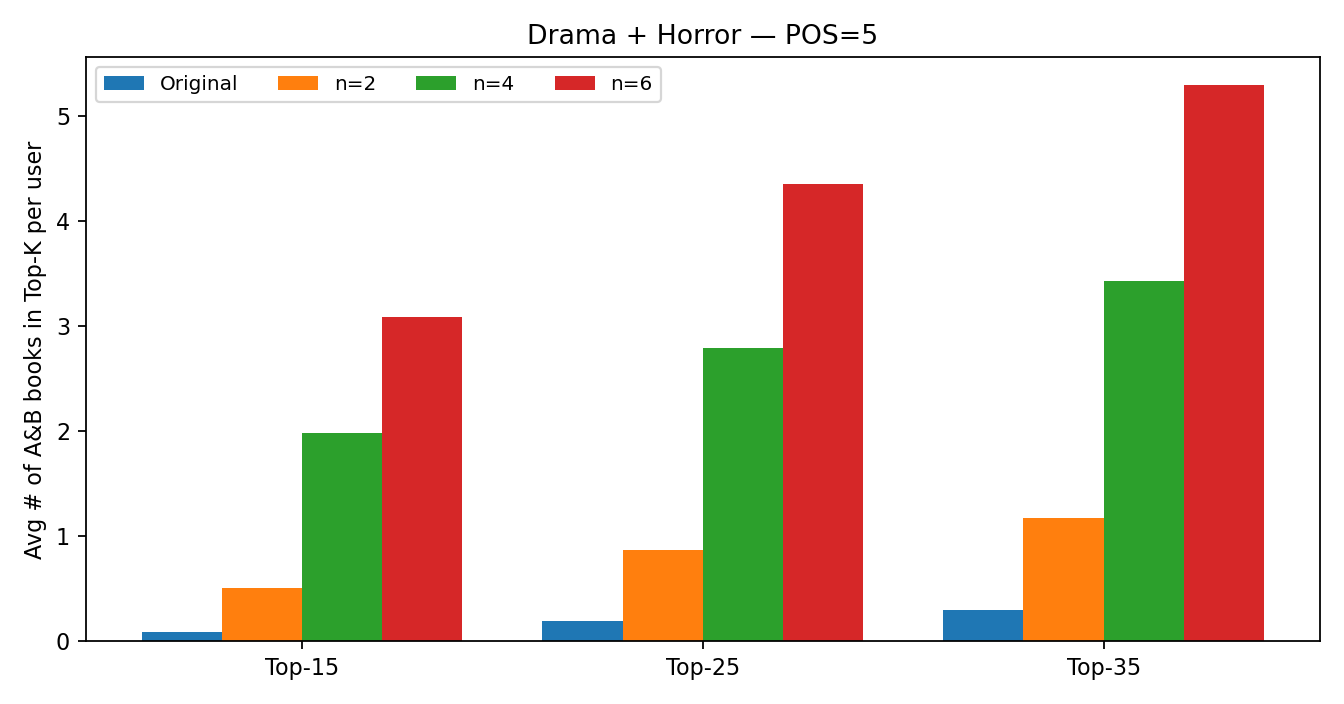 Drama + Horror — POS=5
Original
n=2
n=4
n=6
Avg # of A&B books in Top-K per user
5
4
3
2
1
0
Top-15
Top-25
Top-35